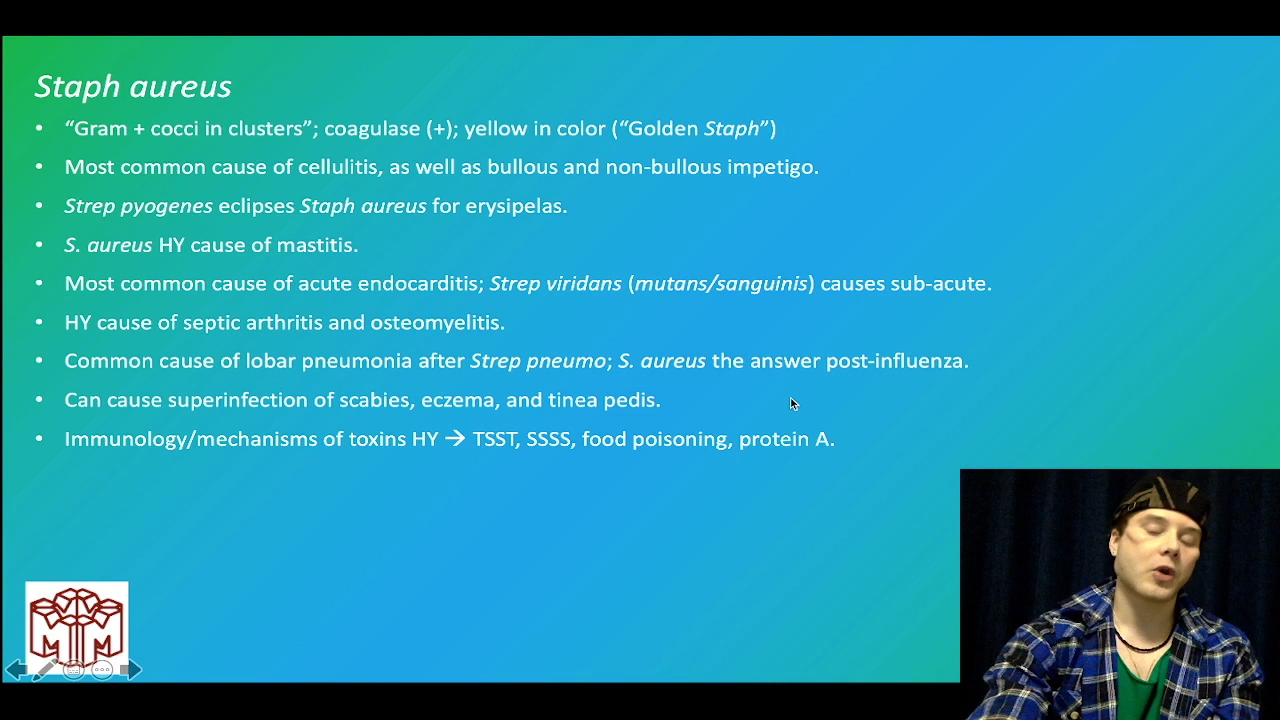 Staph aureus
• “Gram + cocci in clusters”; coagulase (+); yellow in color (“Golden Staph”)
• Most common cause of cellulitis, as well as bullous and non-bullous impetigo.
• Strep pyogenes eclipses Staph aureus for erysipelas.
• S. aureus HY cause of mastitis.
• Most common cause of acute endocarditis; Strep viridans (mutans/sanguinis) causes sub-acute.
• HY cause of septic arthritis and osteomyelitis.
• Common cause of lobar pneumonia after Strep pneumo; S. aureus the answer post-influenza.
• Can cause superinfection of scabies, eczema, and tinea pedis.
• Immunology/mechanisms of toxins HY → TSST, SSSS, food poisoning, protein A.